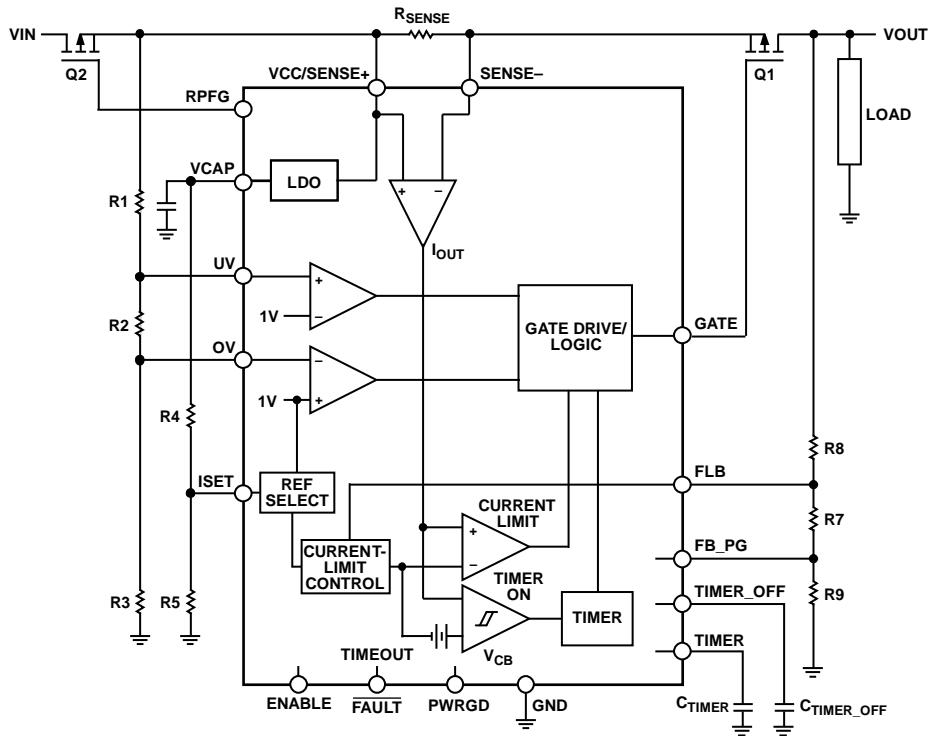 RSENSE
VIN
VOUT
Q2
VCC/SENSE+
SENSE–
Q1
RPFG
LOAD
VCAP
LDO
+
–
R1
IOUT
UV
+
1V
–
GATE DRIVE/
LOGIC
GATE
R2
OV
–
1V
+
R4
R8
ISET
REF
SELECT
FLB
CURRENT
LIMIT
+
–
R7
CURRENT-
LIMIT
CONTROL
FB_PG
TIMER
ON
TIMER_OFF
R9
R3
R5
TIMER
TIMER
VCB
TIMEOUT
ENABLE
FAULT
PWRGD
GND
CTIMER
CTIMER_OFF